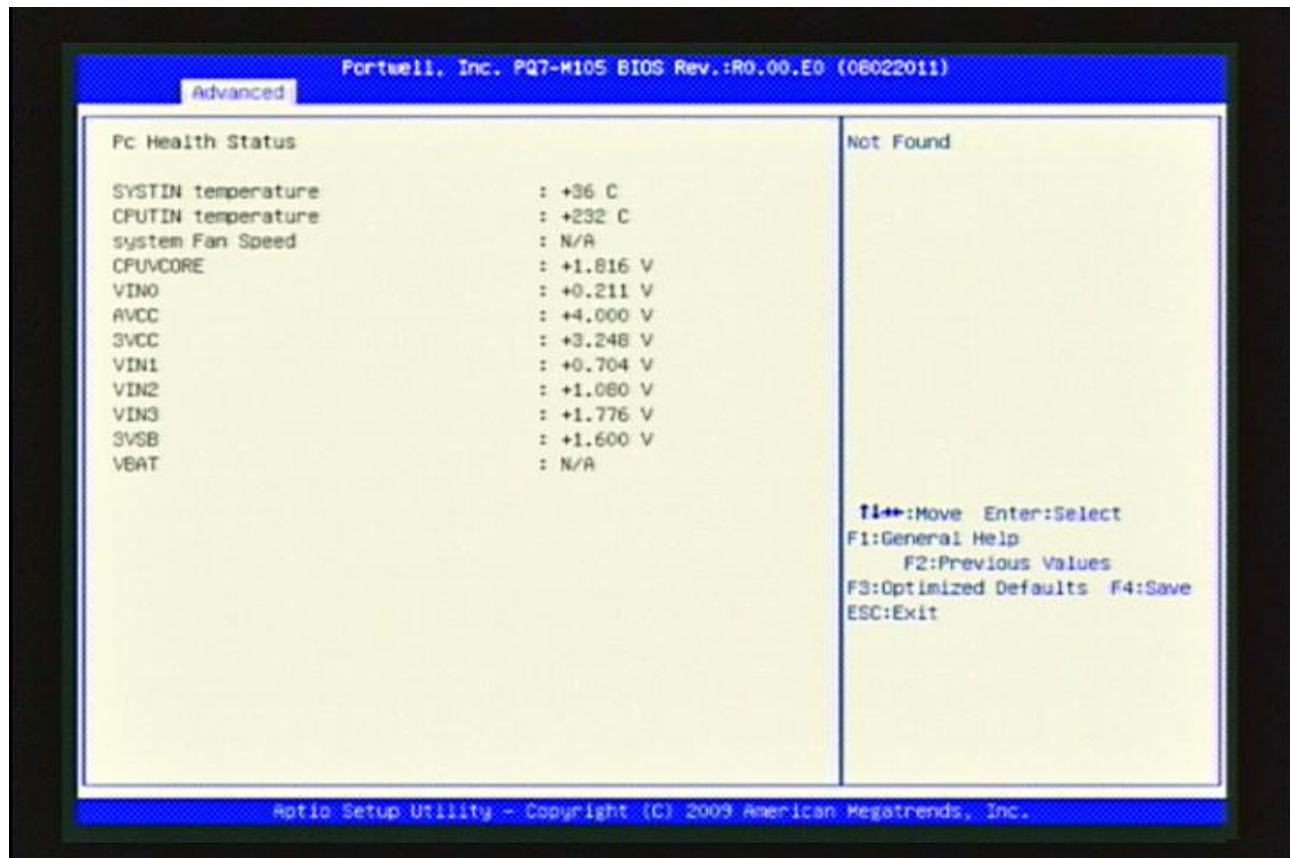 Portwell, Inc. PQ7-M105 BIOS Rev.:R0.00.E0 (08022011)
Advanced
Pc Health Status
SYSTIN temperature : +36 C
CPUTIN temperature : +232 C
system Fan Speed : N/A
CPUVCORE : +1.816 V
VIN0 : +0.211 V
AVCC : +4.000 V
3VCC : +3.248 V
VIN1 : +0.704 V
VIN2 : +1.080 V
VIN3 : +1.776 V
3VSB : +1.600 V
VBAT : N/A
Not Found
↑↓→←:Move Enter:Select
F1:General Help
F2:Previous Values
F3:Optimized Defaults F4:Save
ESC:Exit
Aptio Setup Utility - Copyright (C) 2009 American Megatrends, Inc.